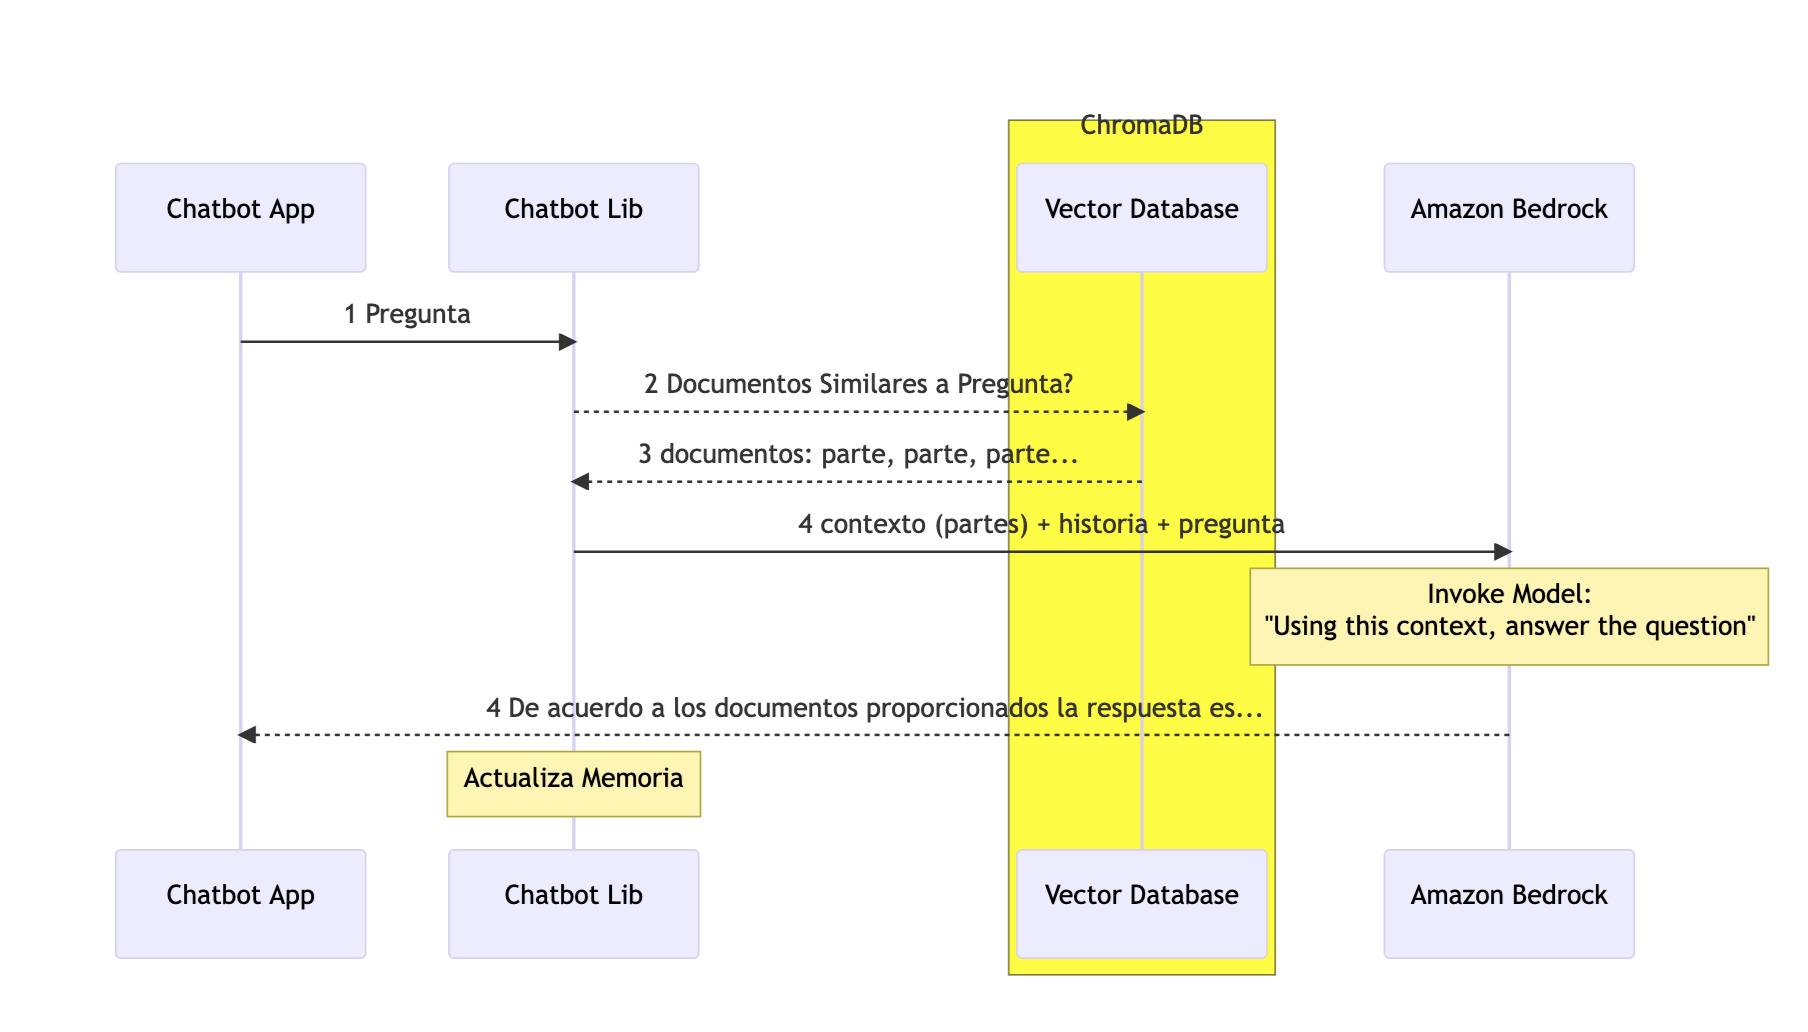 ChromaDB
Chatbot App
Chatbot Lib
Vector Database
Amazon Bedrock
1 Pregunta
2 Documentos Similares a Pregunta?
3 documentos: parte, parte, parte...
4 contexto (partes) + historia + pregunta
Invoke Model:
"Using this context, answer the question"
4 De acuerdo a los documentos proporcionados la respuesta es...
Actualiza Memoria
Chatbot App
Chatbot Lib
Vector Database
Amazon Bedrock